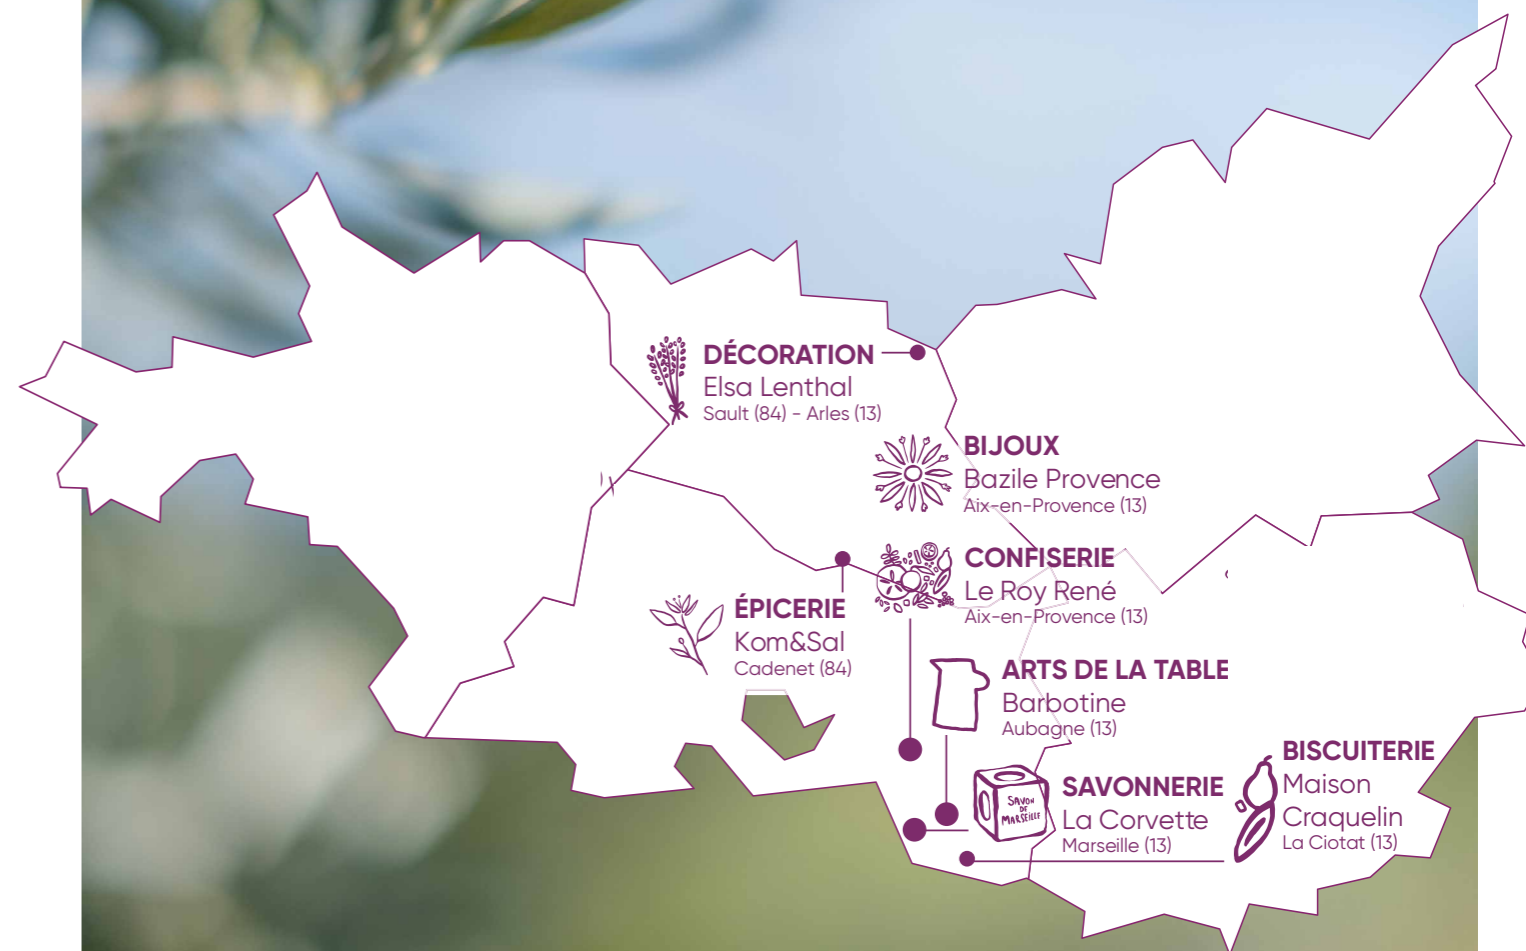 DÉCORATION
Elsa Lenthal
Sault (84) - Arles (13)
BIJOUX
Bazile Provence
Aix-en-Provence (13)
CONFISERIE
Le Roy René
Aix-en-Provence (13)
ÉPICERIE
Kom&Sal
Cadenet (84)
ARTS DE LA TABLE
Barbotine
Aubagne (13)
SAVONNERIE
La Corvette
Marseille (13)
SAVON
DE
MARSEILLE
BISCUITERIE
Maison
Craquelin
La Ciotat (13)